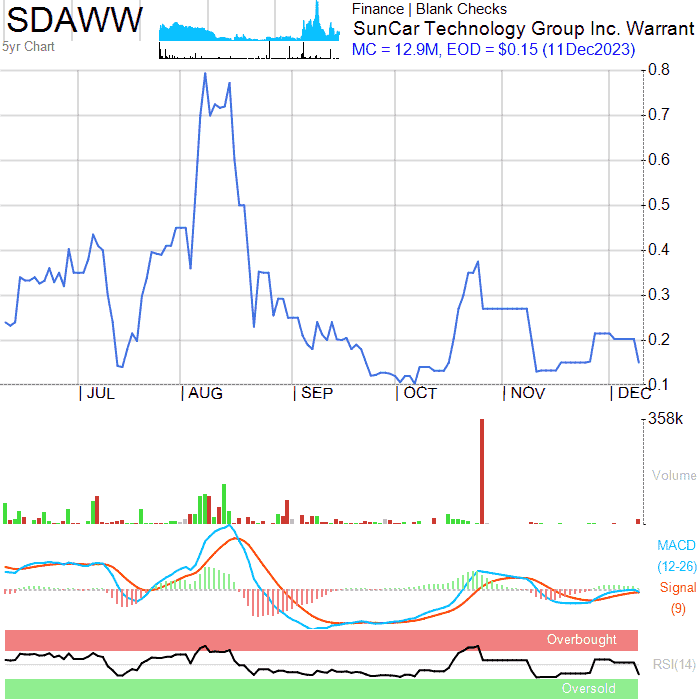 SDAWW
5yr Chart
Finance | Blank Checks
SunCar Technology Group Inc. Warrant
MC = 12.9M, EOD = $0.15 (11Dec2023)
0.8
0.7
0.6
0.5
0.4
0.3
0.2
0.1
JUL AUG SEP OCT NOV DEC
358k
Volume
MACD
(12-26)
Signal
(9)
Overbought
RSI(14)
Oversold